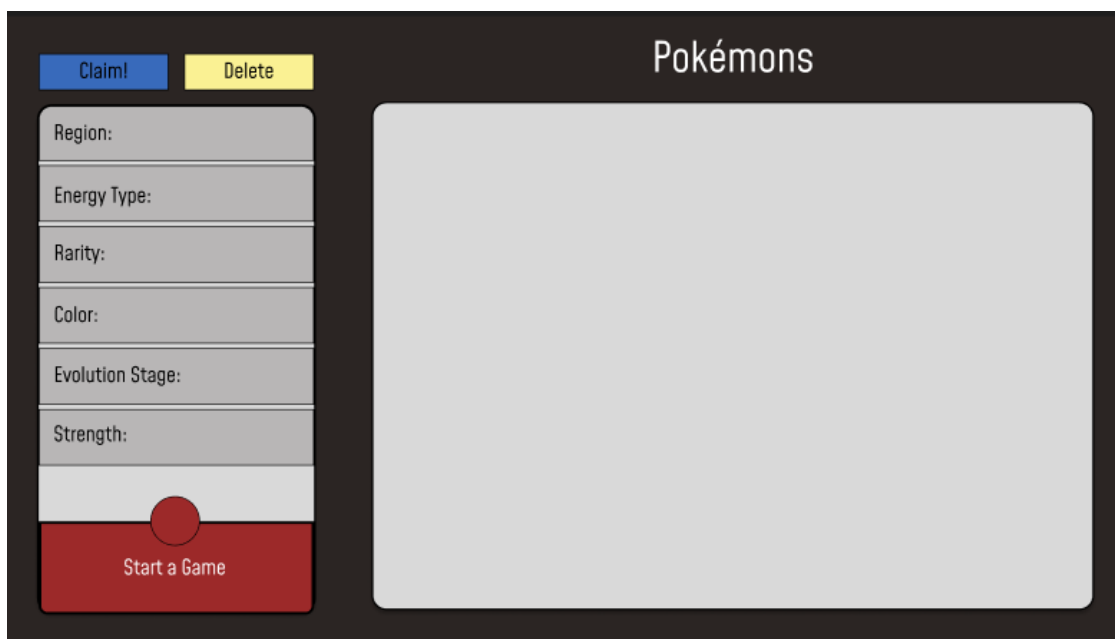 Claim!
Delete
Pokémons
Region:
Energy Type:
Rarity:
Color:
Evolution Stage:
Strength:
Start a Game